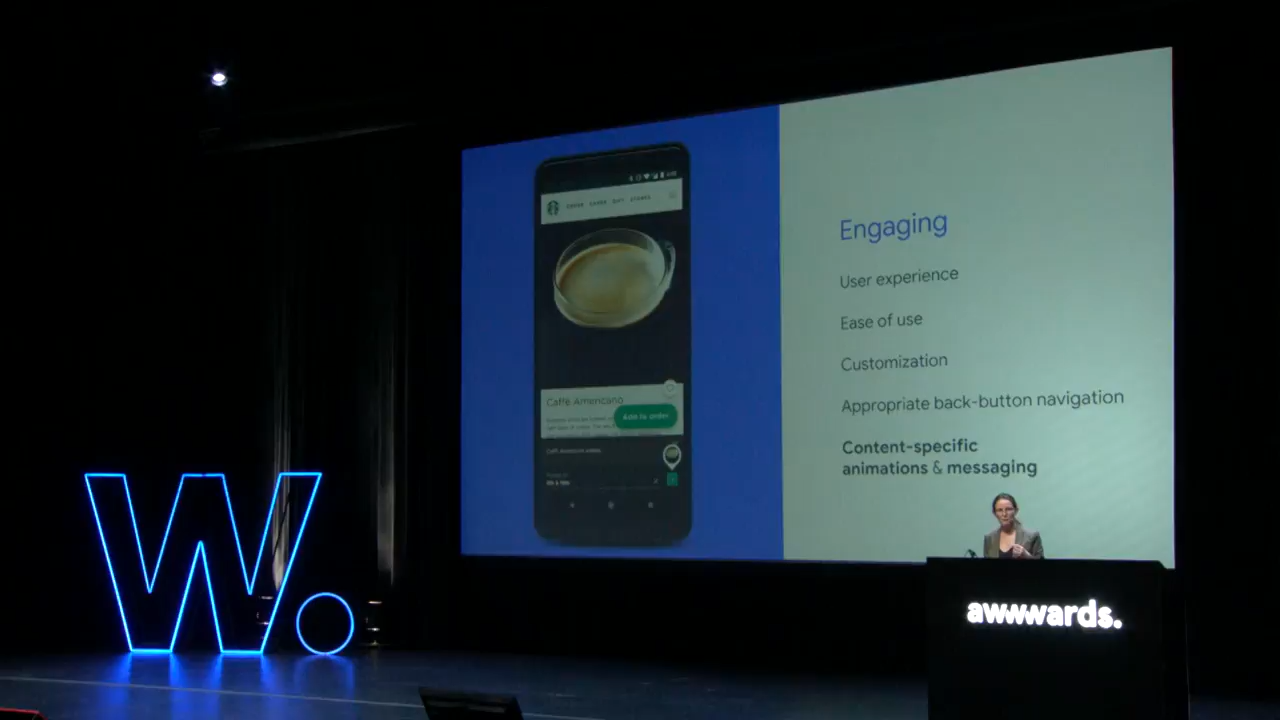 W.
Engaging
User experience
Ease of use
Customization
Appropriate back-button navigation
Content-specific
animations & messaging
Caffè Americano
Add to order
awwwards.